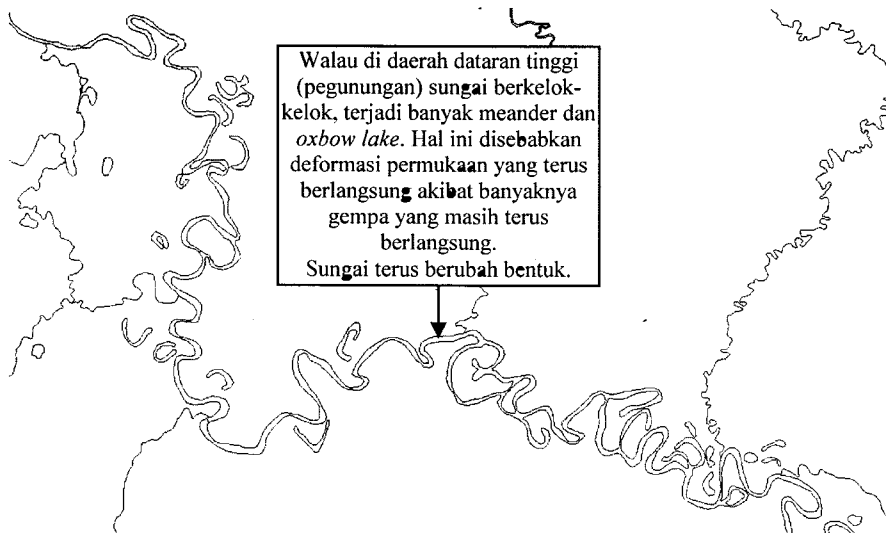 Walau di daerah dataran tinggi
(pegunungan) sungai berkelok-
kelok, terjadi banyak meander dan
oxbow lake. Hal ini disebabkan
deformasi permukaan yang terus
berlangsung akibat banyaknya
gempa yang masih terus
berlangsung.
Sungai terus berubah bentuk.